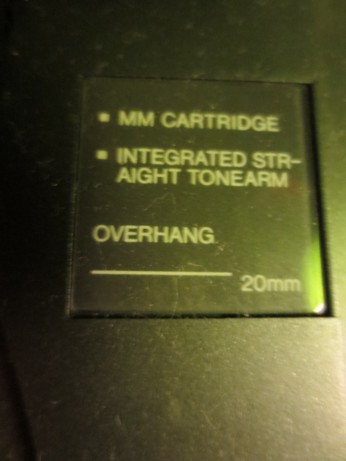 ▪ MM CARTRIDGE
▪ INTEGRATED STR-
AIGHT TONEARM
OVERHANG
20mm